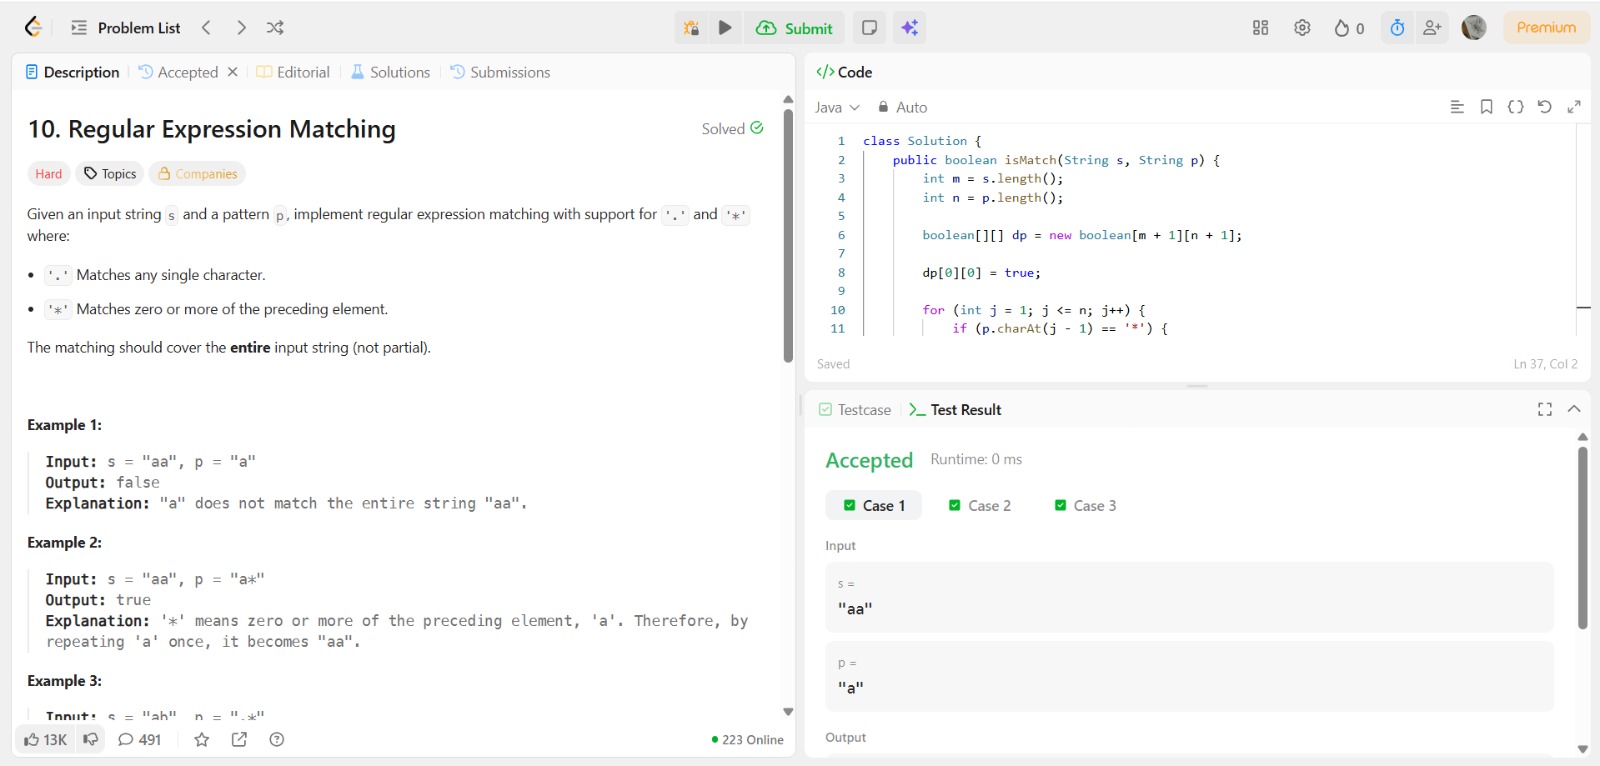 Problem List
Submit
0
Premium
Description
Accepted
Editorial
Solutions
Submissions
10. Regular Expression Matching
Solved
Hard
Topics
Companies
Given an input string s and a pattern p, implement regular expression matching with support for '.' and '*'
where:
• '.' Matches any single character.
• '*' Matches zero or more of the preceding element.
The matching should cover the entire input string (not partial).
Example 1:
Input: s = "aa", p = "a"
Output: false
Explanation: "a" does not match the entire string "aa".
Example 2:
Input: s = "aa", p = "a*"
Output: true
Explanation: '*' means zero or more of the preceding element, 'a'. Therefore, by
repeating 'a' once, it becomes "aa".
Example 3:
Input: s = "ab", p = ".*"
13K
491
223 Online
</> Code
Java
Auto
1 class Solution {
2 public boolean isMatch(String s, String p) {
3 int m = s.length();
4 int n = p.length();
5
6 boolean[][] dp = new boolean[m + 1][n + 1];
7
8 dp[0][0] = true;
9
10 for (int j = 1; j <= n; j++) {
11 if (p.charAt(j - 1) == '*') {
Saved
Ln 37, Col 2
Testcase
Test Result
Accepted
Runtime: 0 ms
Case 1
Case 2
Case 3
Input
s =
"aa"
p =
"a"
Output